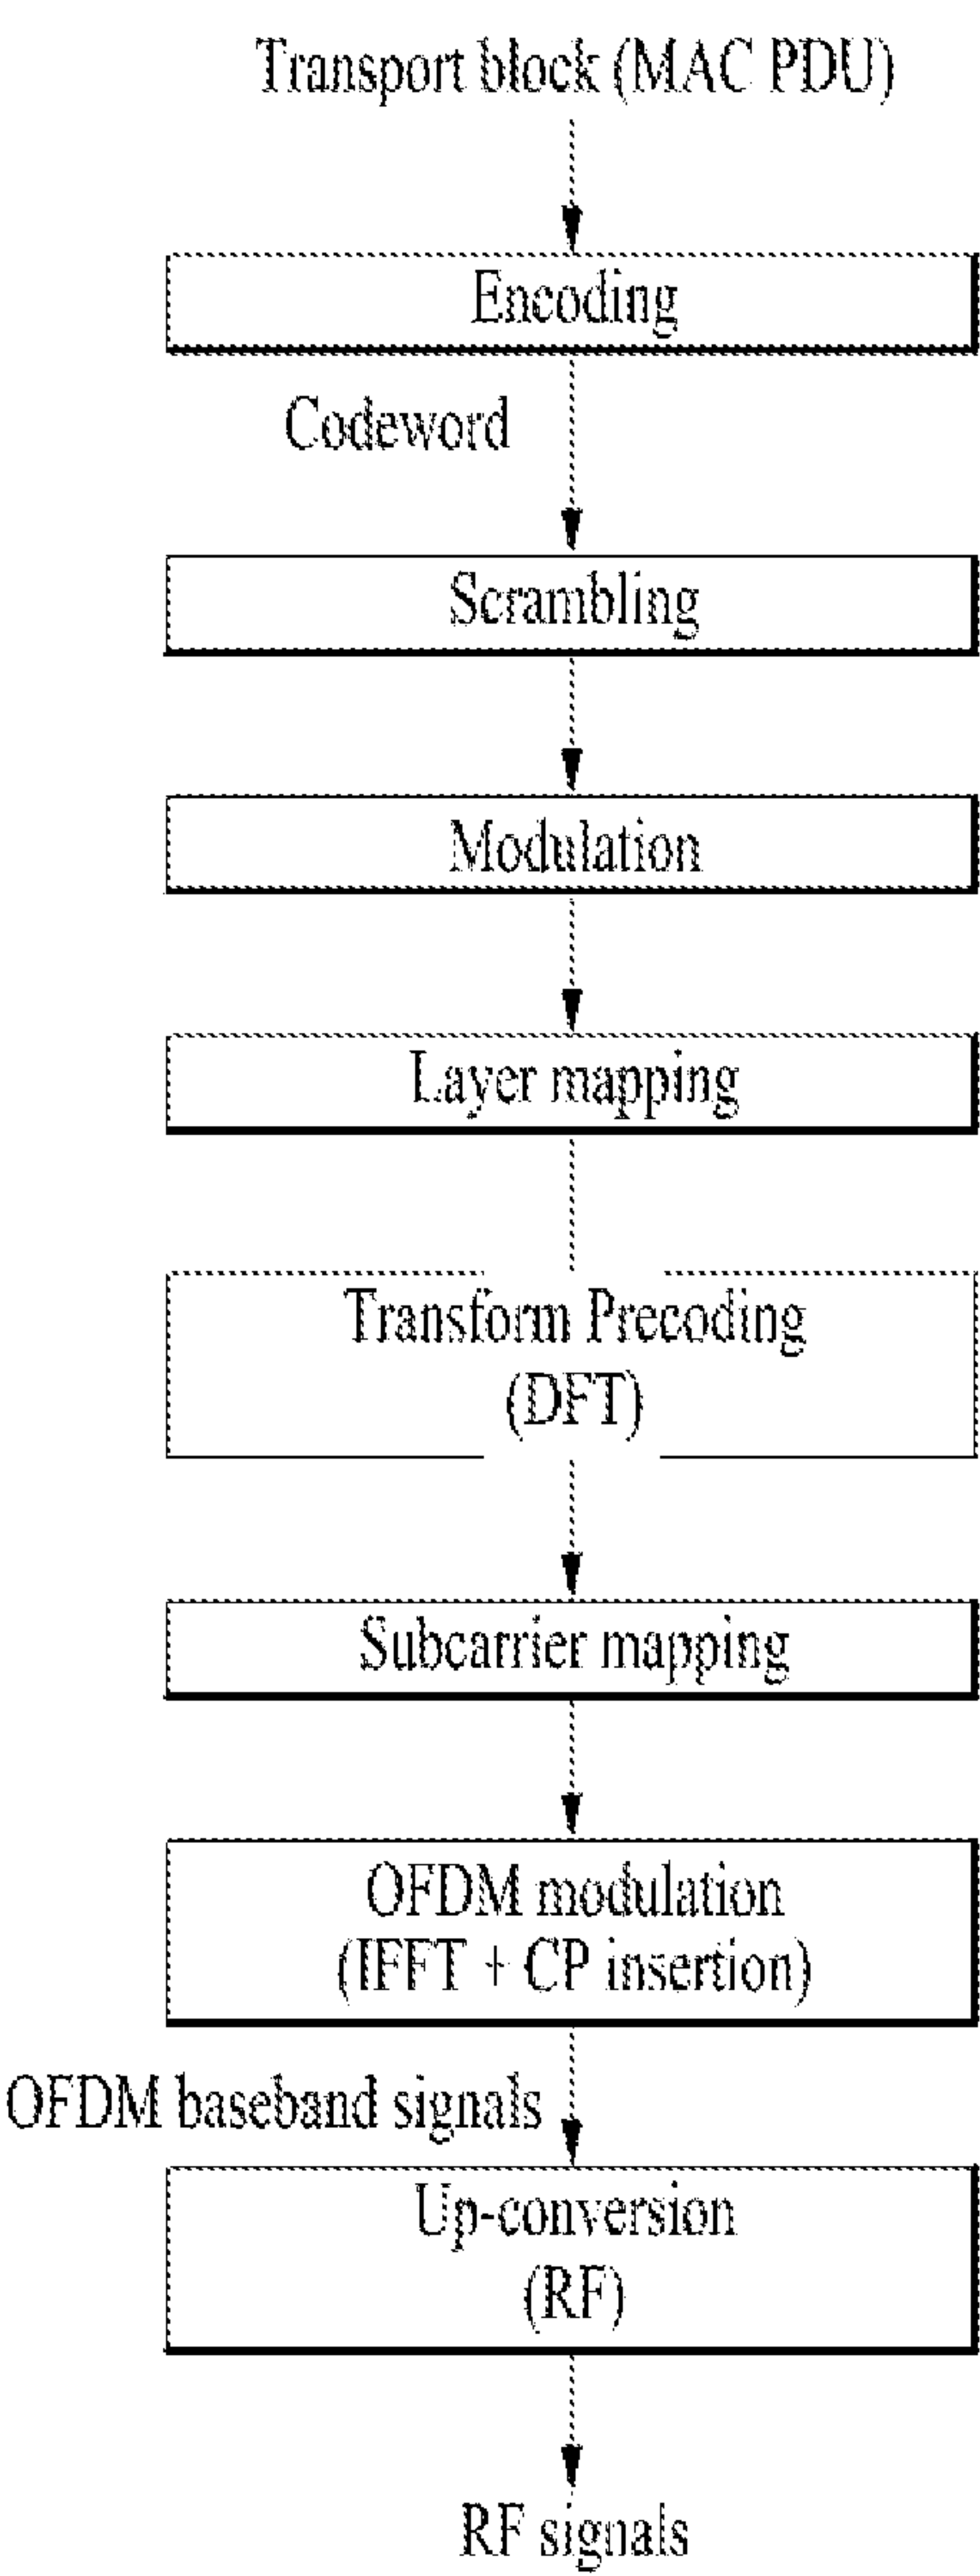 Transport block (MAC PDU)
Encoding
Codeword
Scrambling
Modulation
Layer mapping
Transform Precoding
(DFT)
Subcarrier mapping
OFDM modulation
(IFFT + CP insertion)
OFDM baseband signals
Up-conversion
(RF)
RF signals